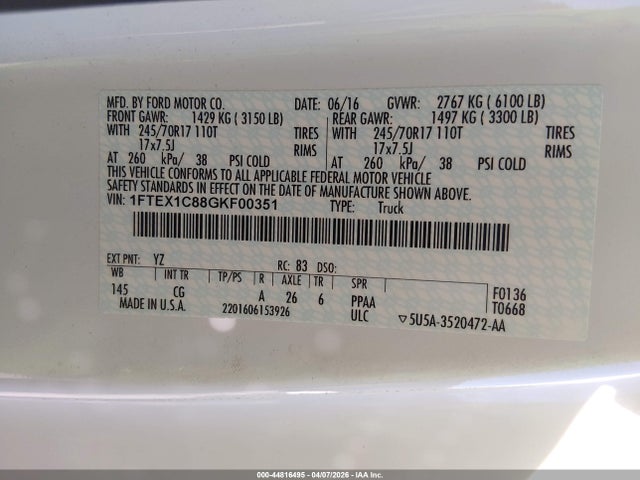 MFD. BY FORD MOTOR CO. DATE: 06/16 GVWR: 2767 KG ( 6100 LB)
FRONT GAWR: 1429 KG ( 3150 LB) REAR GAWR: 1497 KG ( 3300 LB)
WITH 245/70R17 110T TIRES WITH 245/70R17 110T TIRES
17x7.5J RIMS 17x7.5J RIMS
AT 260 kPa/ 38 PSI COLD AT 260 kPa/ 38 PSI COLD
THIS VEHICLE CONFORMS TO ALL APPLICABLE FEDERAL MOTOR VEHICLE
SAFETY STANDARDS IN EFFECT ON THE DATE OF MANUFACTURE SHOWN ABOVE.
VIN: 1FTEX1C88GKF00351 TYPE: Truck
EXT PNT: YZ RC: 83 DSO:
WB INT TR TP/PS R AXLE TR SPR
145 CG A 26 6 PPAA F0136
MADE IN U.S.A. 2201606153926 ULC T0668
▽5U5A-3520472-AA
000-44816495 - 04/07/2026 - IAA Inc.